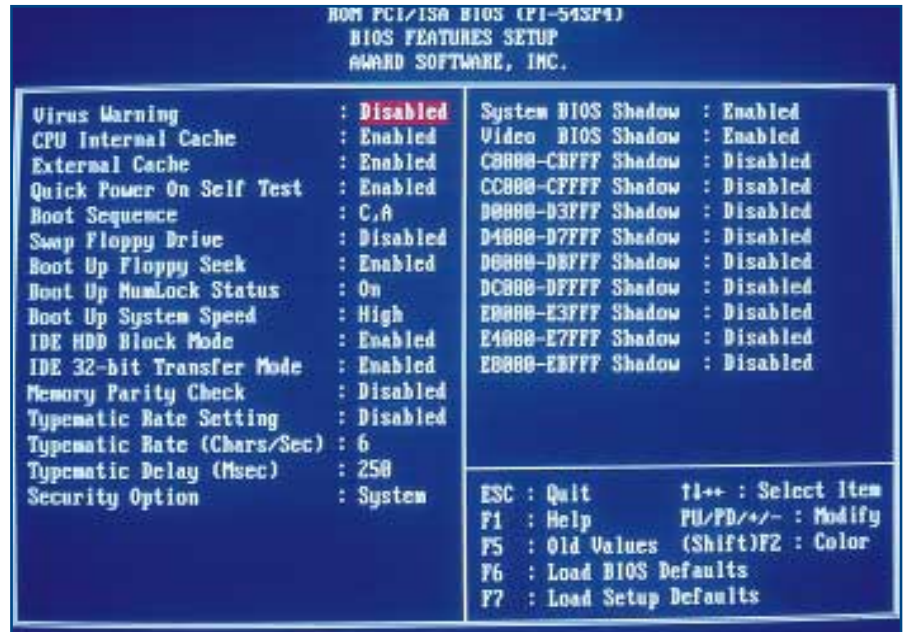 ROM PCI/ISA BIOS (PI-54SP4)
BIOS FEATURES SETUP
AWARD SOFTWARE, INC.
Virus Warning : Disabled
CPU Internal Cache : Enabled
External Cache : Enabled
Quick Power On Self Test : Enabled
Boot Sequence : C,A
Swap Floppy Drive : Disabled
Boot Up Floppy Seek : Enabled
Boot Up NumLock Status : On
Boot Up System Speed : High
IDE HDD Block Mode : Enabled
IDE 32-bit Transfer Mode : Enabled
Memory Parity Check : Disabled
Typematic Rate Setting : Disabled
Typematic Rate (Chars/Sec) : 6
Typematic Delay (Msec) : 250
Security Option : System
System BIOS Shadow : Enabled
Video BIOS Shadow : Enabled
C8000-CBFFF Shadow : Disabled
CC000-CFFFF Shadow : Disabled
D0000-D3FFF Shadow : Disabled
D4000-D7FFF Shadow : Disabled
D8000-DBFFF Shadow : Disabled
DC000-DFFFF Shadow : Disabled
E0000-E3FFF Shadow : Disabled
E4000-E7FFF Shadow : Disabled
E8000-EBFFF Shadow : Disabled
ESC : Quit ↑↓→← : Select Item
F1 : Help PU/PD/+/- : Modify
F5 : Old Values (Shift)F2 : Color
F6 : Load BIOS Defaults
F7 : Load Setup Defaults